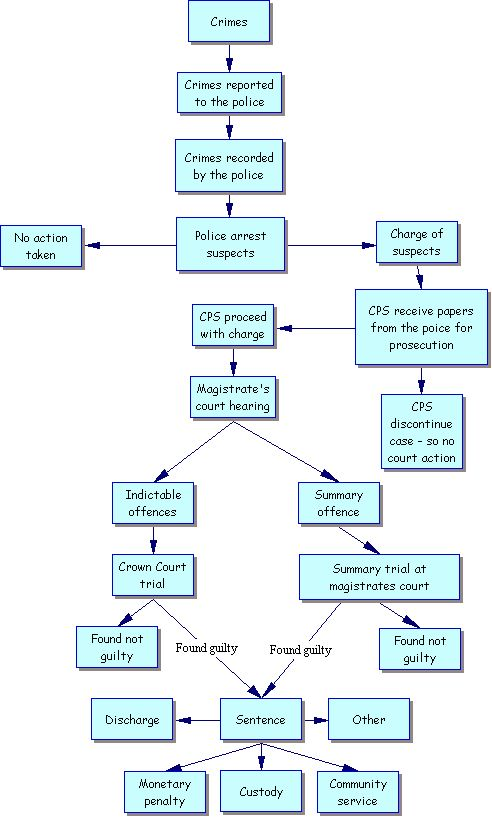 Crimes
Crimes reported
to the police
Crimes recorded
by the police
No action
taken
Police arrest
suspects
Charge of
suspects
CPS proceed
with charge
CPS receive papers
from the poice for
prosecution
Magistrate's
court hearing
CPS
discontinue
case - so no
court action
Indictable
offences
Summary
offence
Crown Court
trial
Summary trial at
magistrates court
Found not
guilty
Found guilty
Found guilty
Found not
guilty
Discharge
Sentence
Other
Monetary
penalty
Custody
Community
service